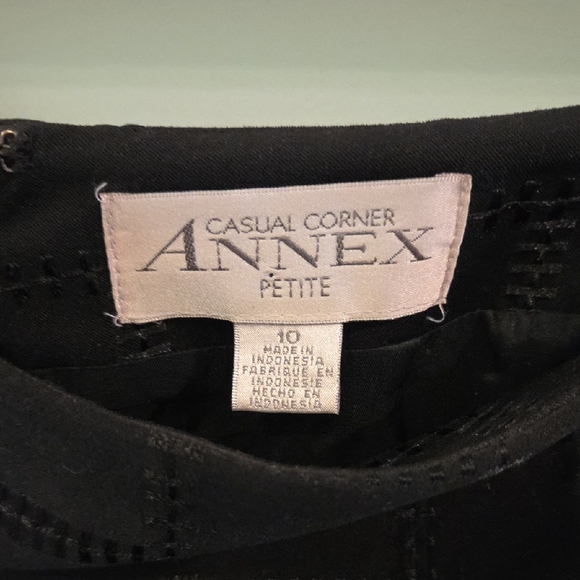 CASUAL CORNER
ANNEX
PETITE
10
MADE IN
INDONESIA
FABRIQUE EN
INDONESIE
HECHO EN
INDONESIA